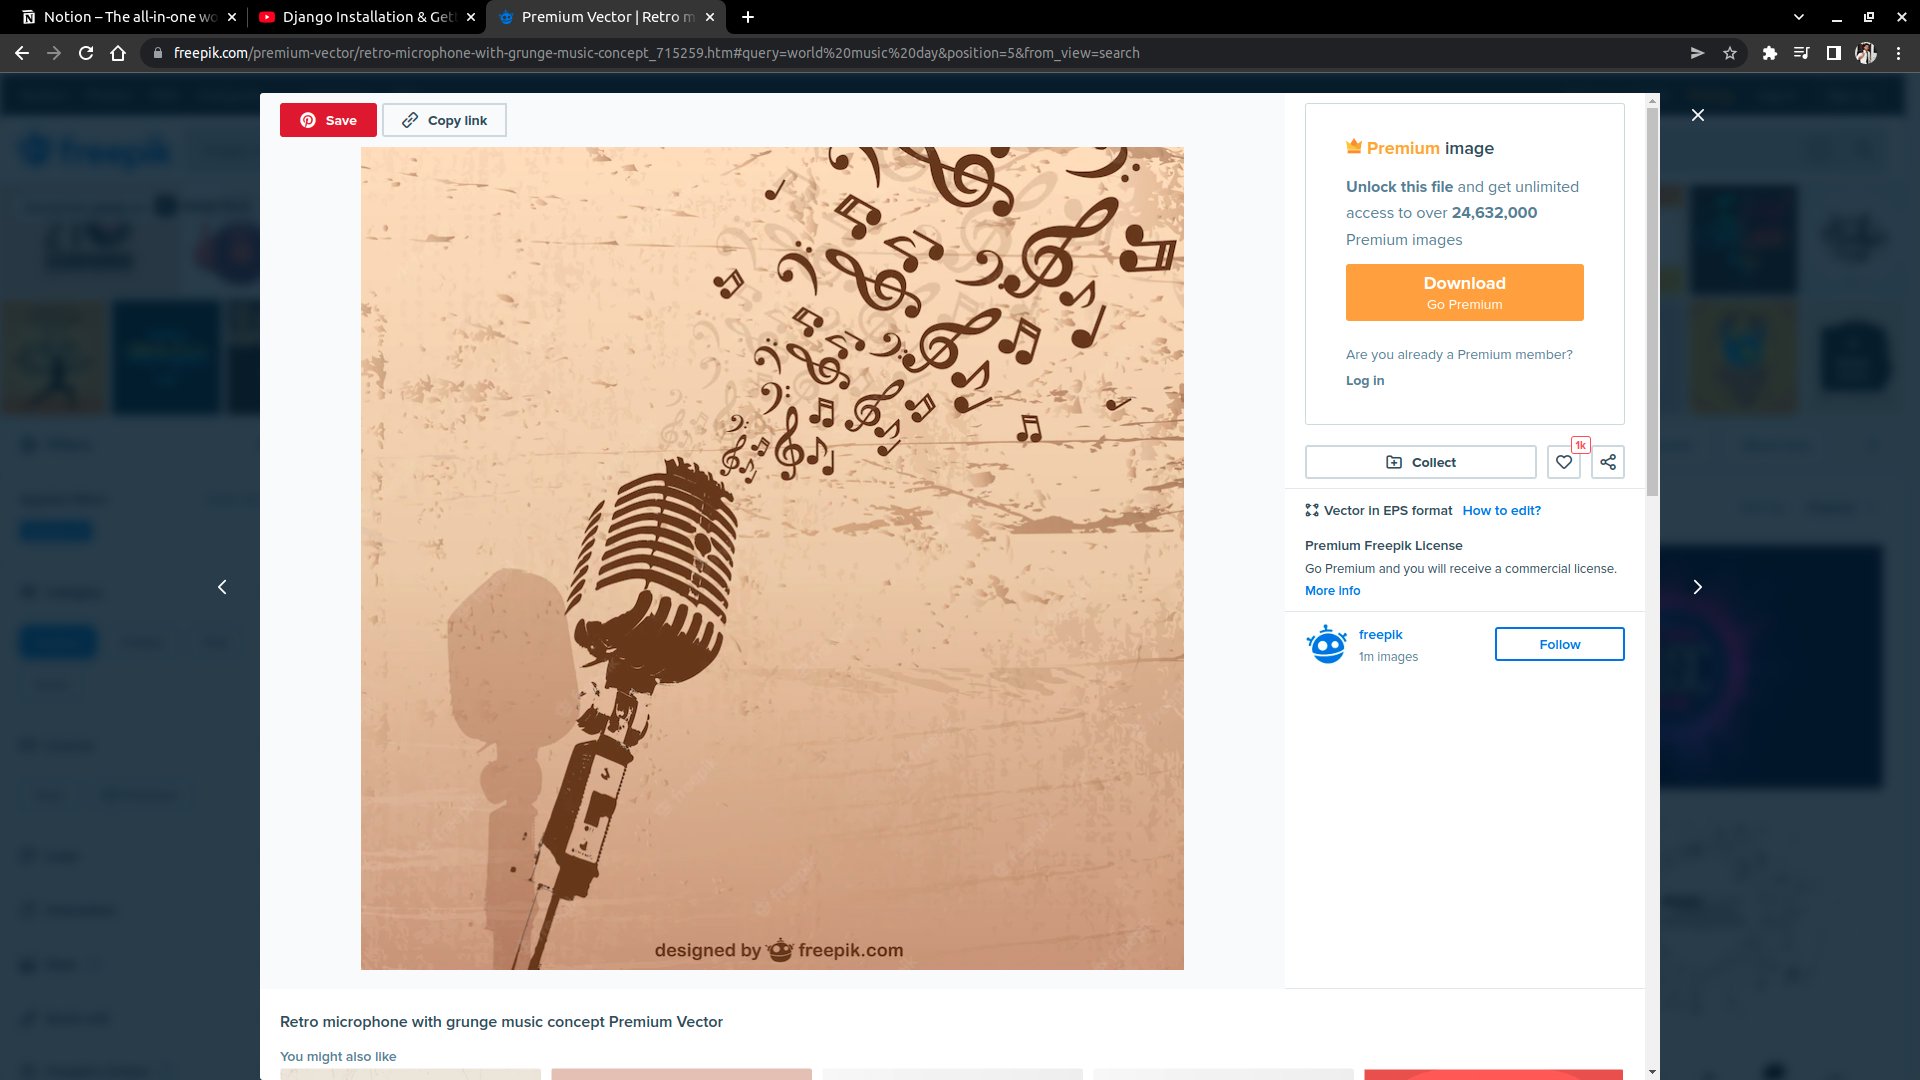 Notion – The all-in-one wo
Django Installation & Get
Premium Vector | Retro m
freepik.com/premium-vector/retro-microphone-with-grunge-music-concept_715259.htm#query=world%20music%20day&position=5&from_view=search
Save
Copy link
Premium image
Unlock this file and get unlimited
access to over 24,632,000
Premium images
Download
Go Premium
Are you already a Premium member?
Log in
1k
Collect
Vector in EPS format How to edit?
Premium Freepik License
Go Premium and you will receive a commercial license.
More info
freepik
1m images
Follow
designed by freepik.com
Retro microphone with grunge music concept Premium Vector
You might also like
freepik